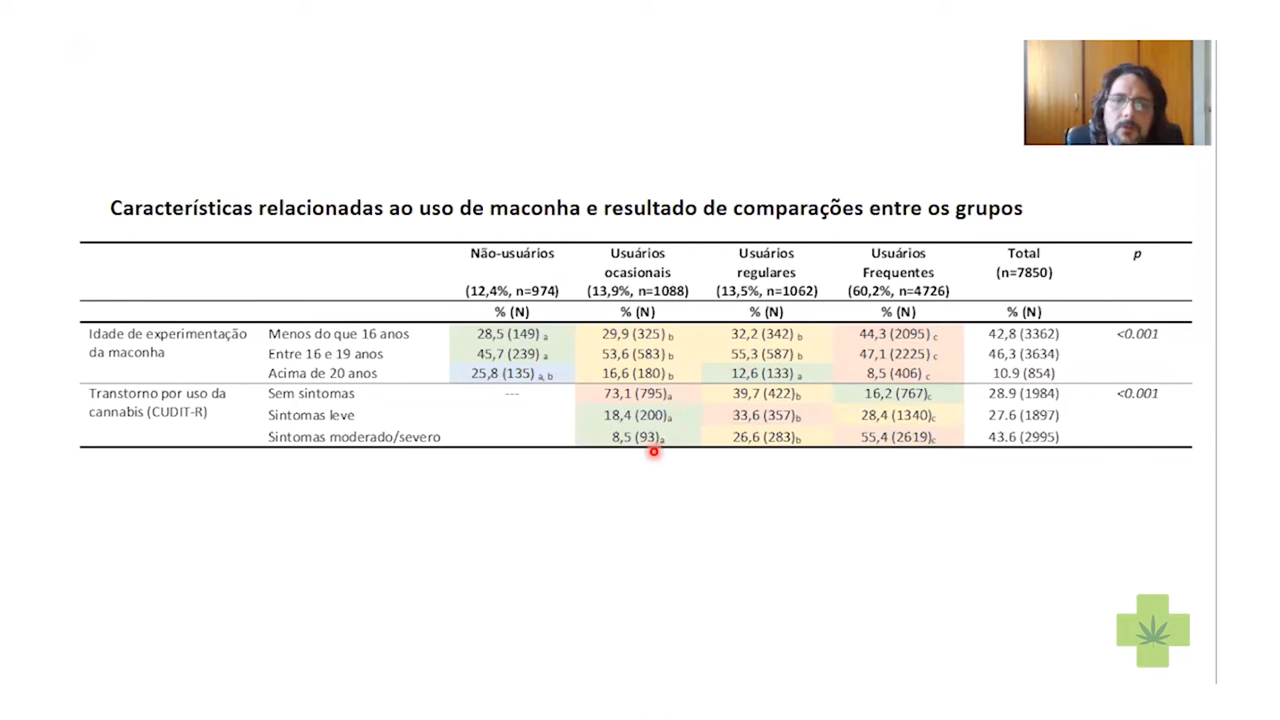 Características relacionadas ao uso de maconha e resultado de comparações entre os grupos
Não-usuários Usuários Usuários Usuários Total p
ocasionais regulares Frequentes (n=7850)
(12,4%, n=974) (13,9%, n=1088) (13,5%, n=1062) (60,2%, n=4726)
% (N) % (N) % (N) % (N) % (N)
Idade de experimentação Menos do que 16 anos 28,5 (149) a 29,9 (325) b 32,2 (342) b 44,3 (2095) c 42,8 (3362) <0.001
da maconha Entre 16 e 19 anos 45,7 (239) a 53,6 (583) b 55,3 (587) b 47,1 (2225) c 46,3 (3634)
Acima de 20 anos 25,8 (135) a, b 16,6 (180) b 12,6 (133) a 8,5 (406) c 10.9 (854)
Transtorno por uso da Sem sintomas --- 73,1 (795)a 39,7 (422)b 16,2 (767)c 28.9 (1984) <0.001
cannabis (CUDIT-R) Sintomas leve 18,4 (200)a 33,6 (357)b 28,4 (1340)c 27.6 (1897)
Sintomas moderado/severo 8,5 (93)a 26,6 (283)b 55,4 (2619)c 43.6 (2995)